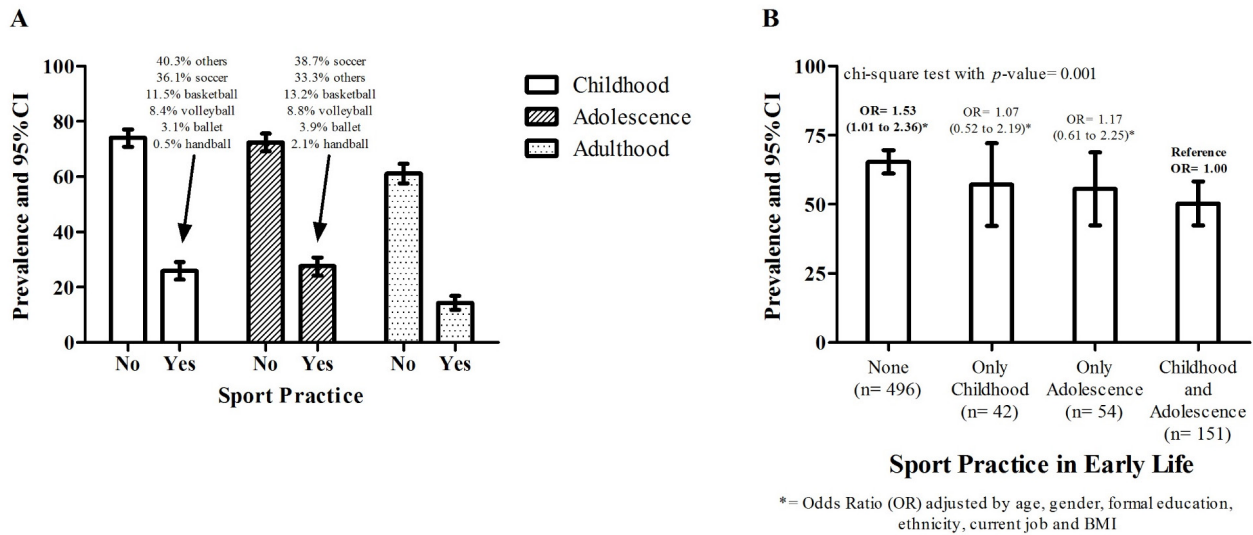 A
40.3% others
36.1% soccer
11.5% basketball
8.4% volleyball
3.1% ballet
0.5% handball
38.7% soccer
33.3% others
13.2% basketball
8.8% volleyball
3.9% ballet
2.1% handball
Childhood
Adolescence
Adulthood
Prevalence and 95%CI
100
80
60
40
20
0
No
Yes
No
Yes
No
Yes
Sport Practice
B
chi-square test with p-value= 0.001
OR= 1.53
(1.01 to 2.36)*
OR= 1.07
(0.52 to 2.19)*
OR= 1.17
(0.61 to 2.25)*
Reference
OR= 1.00
Prevalence and 95%CI
100
75
50
25
0
None
(n= 496)
Only
Childhood
(n= 42)
Only
Adolescence
(n= 54)
Childhood
and
Adolescence
(n= 151)
Sport Practice in Early Life
*= Odds Ratio (OR) adjusted by age, gender, formal education,
ethnicity, current job and BMI